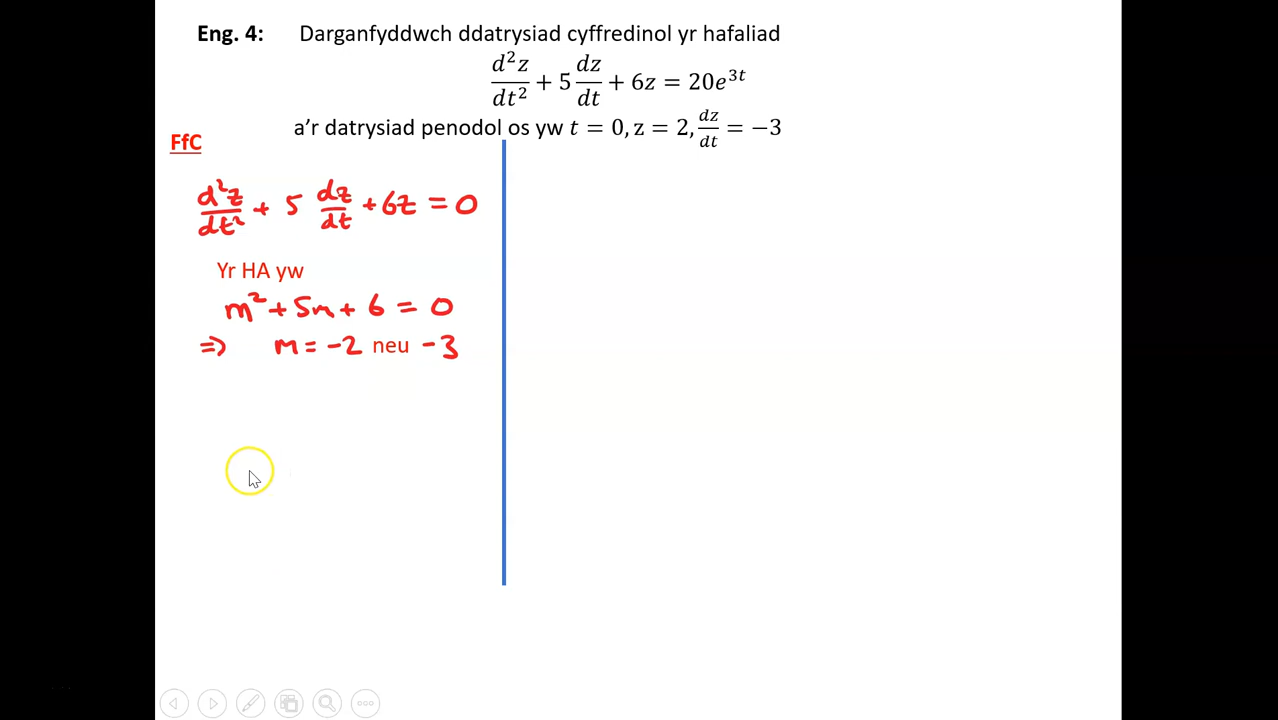 Eng. 4: Darganfyddwch ddatrysiad cyffredinol yr hafaliad
d²z/dt² + 5 dz/dt + 6z = 20e³ᵗ
a'r datrysiad penodol os yw t = 0, z = 2, dz/dt = −3
FfC
d²z/dt² + 5 dz/dt + 6z = 0
Yr HA yw
m² + 5m + 6 = 0
⇒ m = -2 neu -3